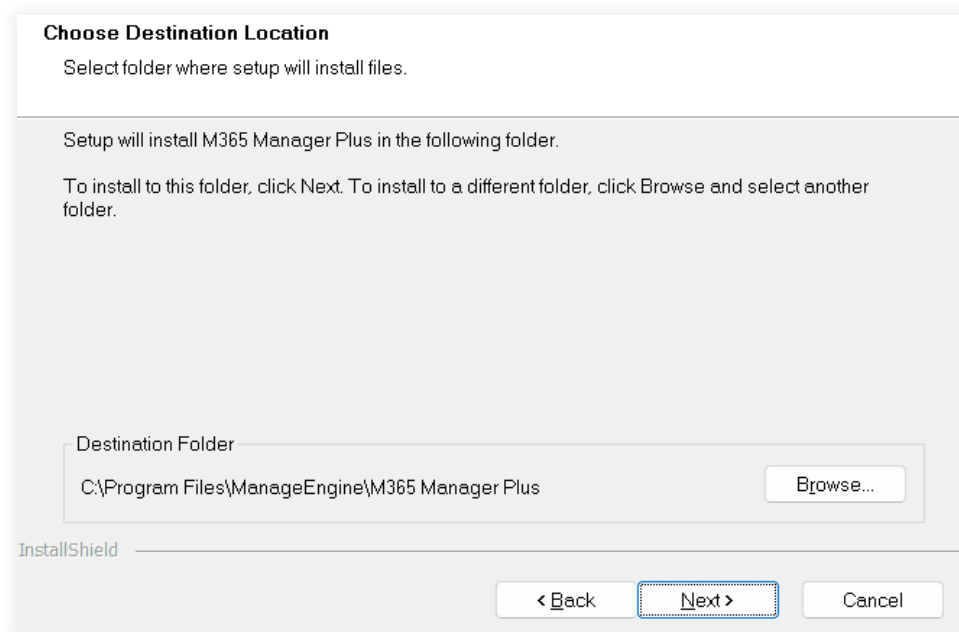 Choose Destination Location
Select folder where setup will install files.
Setup will install M365 Manager Plus in the following folder.
To install to this folder, click Next. To install to a different folder, click Browse and select another
folder.
Destination Folder
C:\Program Files\ManageEngine\M365 Manager Plus
Browse...
InstallShield
< Back
Next >
Cancel